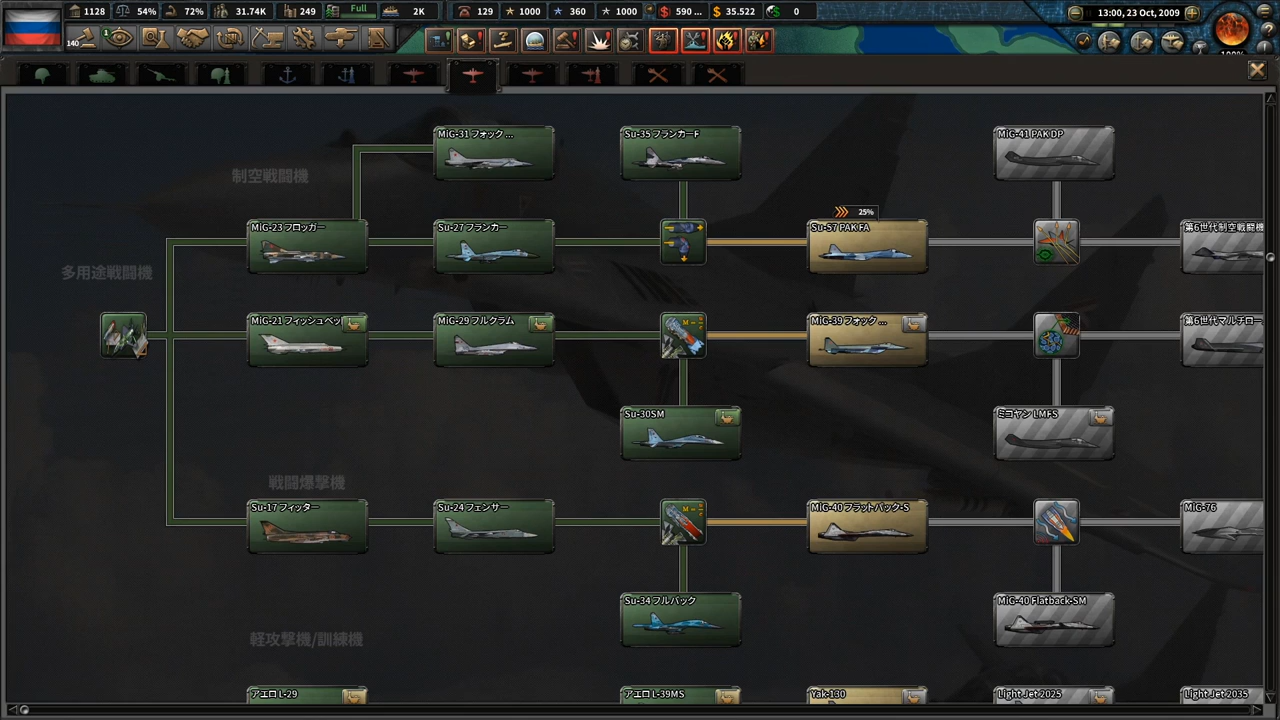 1128 54% 72% 31.74K 249 Full 2K 129 1000 360 1000 590 ... 35.522 0 13:00, 23 Oct, 2009
140 1 100%
MiG-31 フォック ... Su-35 フランカーF MiG-41 PAK DP
制空戦闘機
25%
MiG-23 フロッガー Su-27 フランカー Su-57 PAK FA 第6世代制空戦闘機
多用途戦闘機
MiG-21 フィッシュベッ MiG-29 フルクラム MiG-39 フォック ... 第6世代マルチロー
Su-30SM ミコヤン LMFS
戦闘爆撃機
Su-17 フィッター Su-24 フェンサー MiG-40 フラットバック-S MiG-76
Su-34 フルバック MiG-40 Flatback-SM
軽攻撃機/訓練機
アエロ L-29 アエロ L-39MS Yak-130 Light Jet 2025 Light Jet 2035